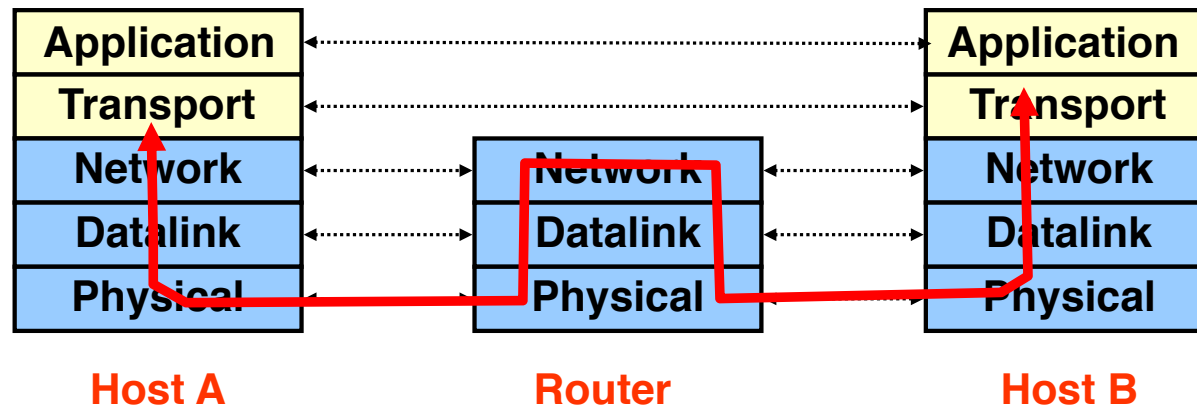 Application Application
Transport Transport
Network Network Network
Datalink Datalink Datalink
Physical Physical Physical
Host A Router Host B